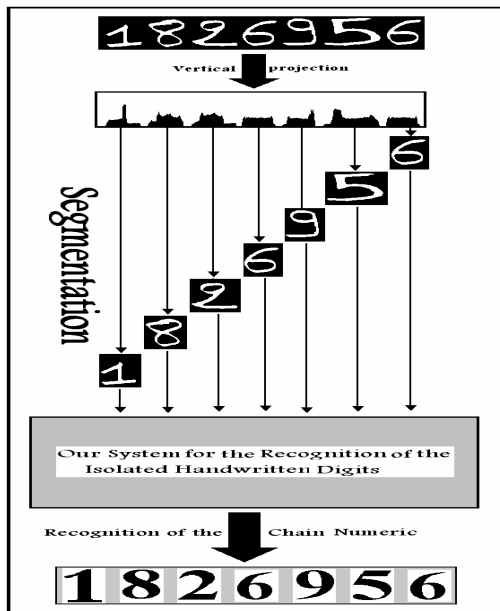 1826956
Vertical projection
6
5
9
6
2
8
1
Segmentation
Our System for the Recognition of the
Isolated Handwritten Digits
Recognition of the Chain Numeric
1826956